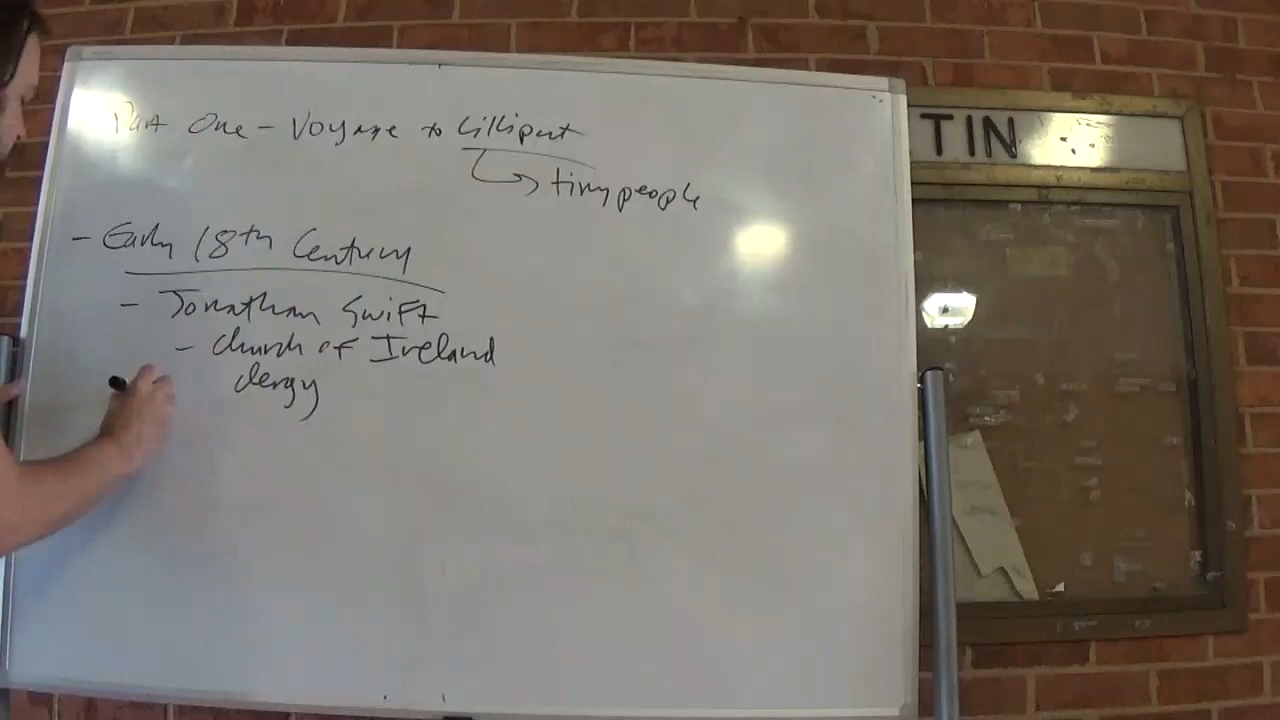 Part One - Voyage to Lilliput
tiny people
- Early 18th Century
- Jonathan Swift
- Church of Ireland
clergy
TIN